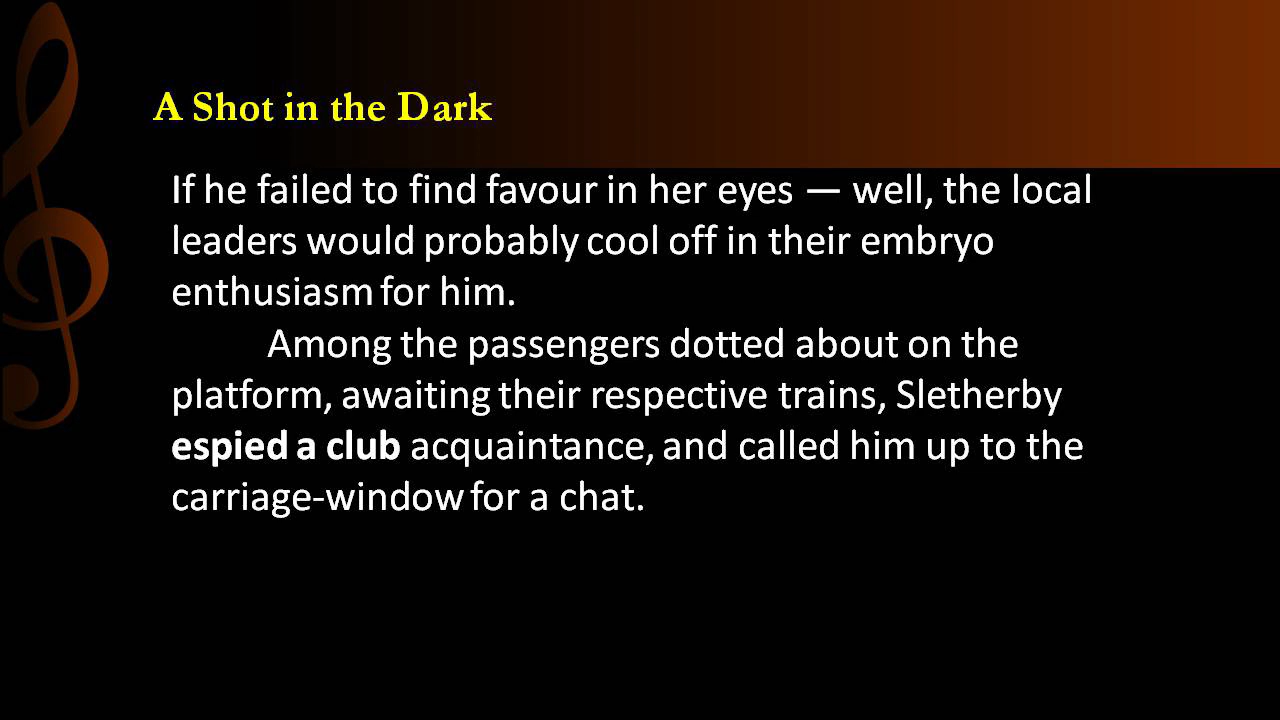 A Shot in the Dark
If he failed to find favour in her eyes — well, the local
leaders would probably cool off in their embryo
enthusiasm for him.
Among the passengers dotted about on the
platform, awaiting their respective trains, Sletherby
espied a club acquaintance, and called him up to the
carriage-window for a chat.